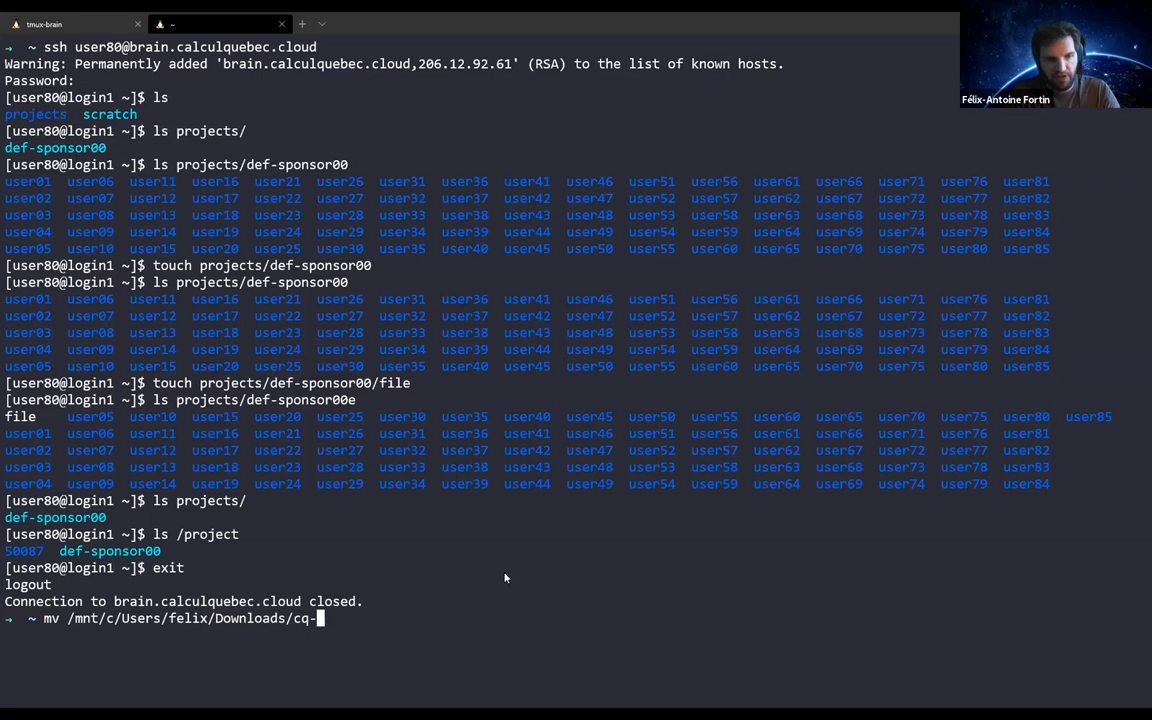 tmux-brain × ~ × +
→ ~ ssh user80@brain.calculquebec.cloud
Warning: Permanently added 'brain.calculquebec.cloud,206.12.92.61' (RSA) to the list of known hosts.
Password:
[user80@login1 ~]$ ls
projects scratch
[user80@login1 ~]$ ls projects/
def-sponsor00
[user80@login1 ~]$ ls projects/def-sponsor00
user01 user06 user11 user16 user21 user26 user31 user36 user41 user46 user51 user56 user61 user66 user71 user76 user81
user02 user07 user12 user17 user22 user27 user32 user37 user42 user47 user52 user57 user62 user67 user72 user77 user82
user03 user08 user13 user18 user23 user28 user33 user38 user43 user48 user53 user58 user63 user68 user73 user78 user83
user04 user09 user14 user19 user24 user29 user34 user39 user44 user49 user54 user59 user64 user69 user74 user79 user84
user05 user10 user15 user20 user25 user30 user35 user40 user45 user50 user55 user60 user65 user70 user75 user80 user85
[user80@login1 ~]$ touch projects/def-sponsor00
[user80@login1 ~]$ ls projects/def-sponsor00
user01 user06 user11 user16 user21 user26 user31 user36 user41 user46 user51 user56 user61 user66 user71 user76 user81
user02 user07 user12 user17 user22 user27 user32 user37 user42 user47 user52 user57 user62 user67 user72 user77 user82
user03 user08 user13 user18 user23 user28 user33 user38 user43 user48 user53 user58 user63 user68 user73 user78 user83
user04 user09 user14 user19 user24 user29 user34 user39 user44 user49 user54 user59 user64 user69 user74 user79 user84
user05 user10 user15 user20 user25 user30 user35 user40 user45 user50 user55 user60 user65 user70 user75 user80 user85
[user80@login1 ~]$ touch projects/def-sponsor00/file
[user80@login1 ~]$ ls projects/def-sponsor00e
file user05 user10 user15 user20 user25 user30 user35 user40 user45 user50 user55 user60 user65 user70 user75 user80 user85
user01 user06 user11 user16 user21 user26 user31 user36 user41 user46 user51 user56 user61 user66 user71 user76 user81
user02 user07 user12 user17 user22 user27 user32 user37 user42 user47 user52 user57 user62 user67 user72 user77 user82
user03 user08 user13 user18 user23 user28 user33 user38 user43 user48 user53 user58 user63 user68 user73 user78 user83
user04 user09 user14 user19 user24 user29 user34 user39 user44 user49 user54 user59 user64 user69 user74 user79 user84
[user80@login1 ~]$ ls projects/
def-sponsor00
[user80@login1 ~]$ ls /project
50087 def-sponsor00
[user80@login1 ~]$ exit
logout
Connection to brain.calculquebec.cloud closed.
→ ~ mv /mnt/c/Users/felix/Downloads/cq-
Félix-Antoine Fortin